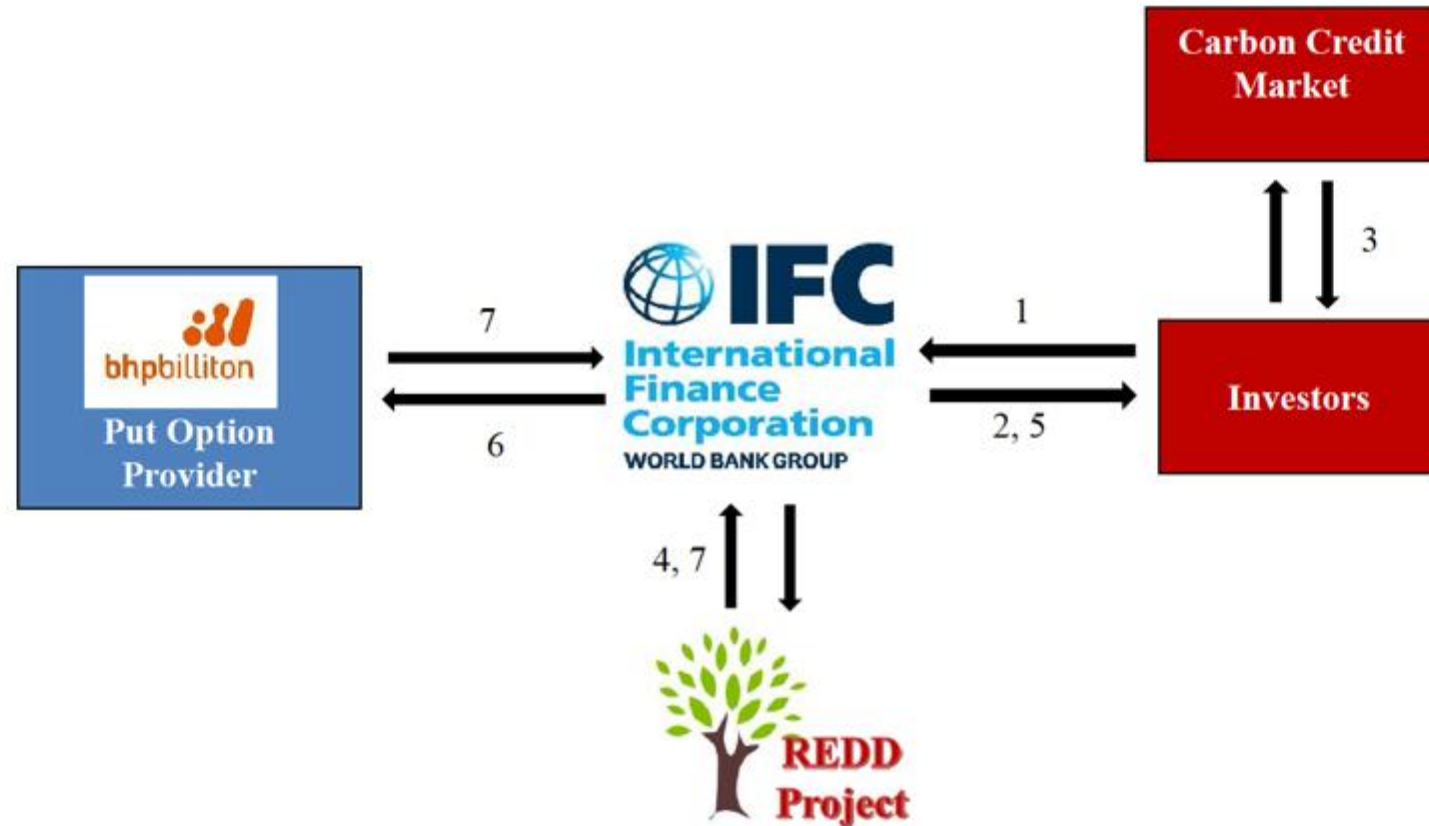 Carbon Credit
Market
3
1
2, 5
Investors
IFC
International
Finance
Corporation
WORLD BANK GROUP
7
6
bhpbilliton
Put Option
Provider
4, 7
REDD
Project